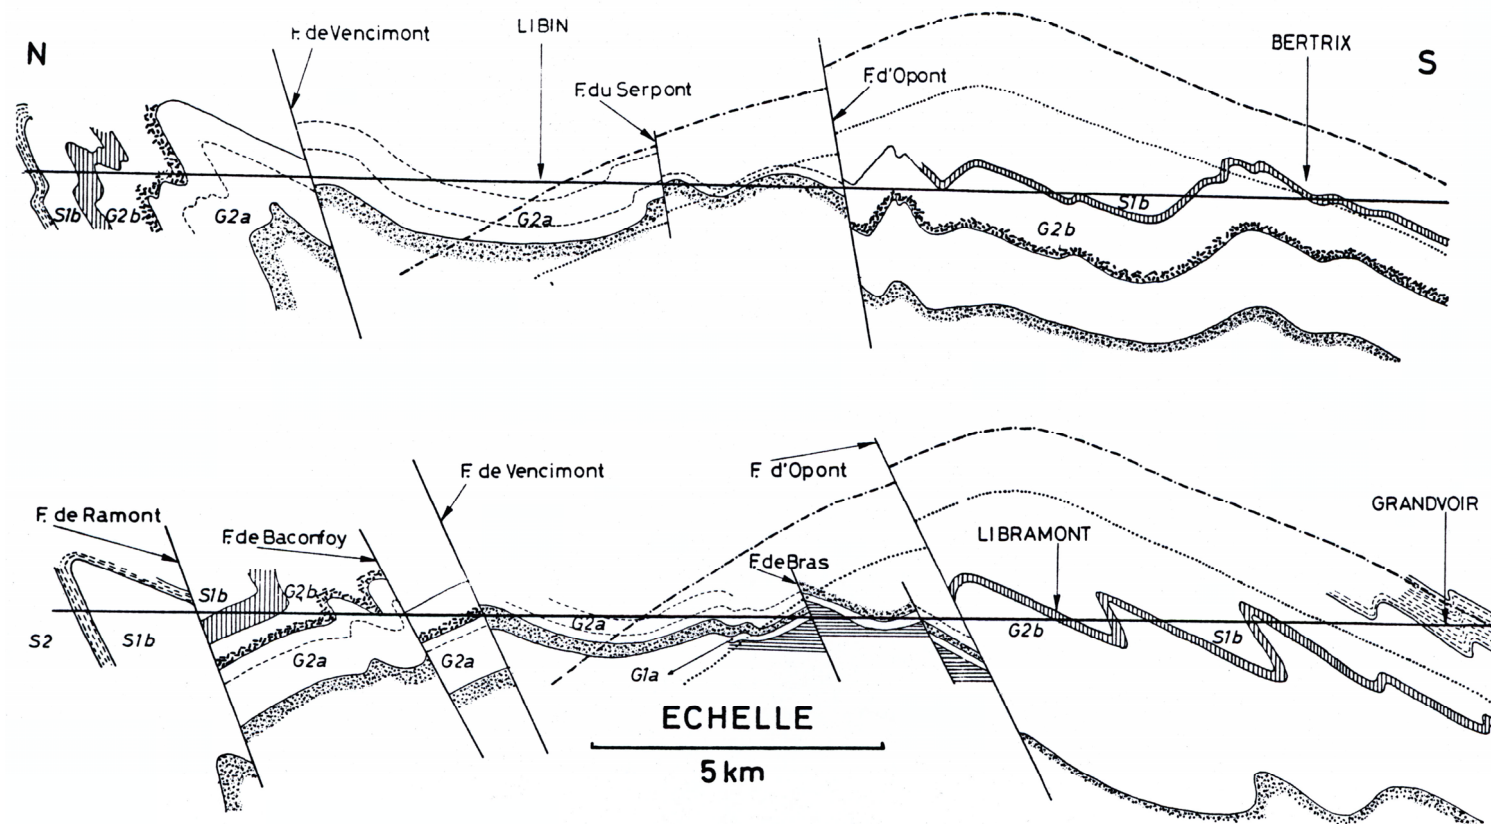 N
F. de Vencimont
LIBIN
F. du Serpont
F. d'Opont
BERTRIX
S
S1b
G2b
G2a
G2a
G2b
S1b
F. de Ramont
F. de Baconfoy
F. de Vencimont
F. d'Opont
F. de Bras
LIBRAMONT
GRANDVOIR
S2
S1b
S1b
G2b
G2a
G2a
G2a
G1a
G2b
S1b
ECHELLE
5 km